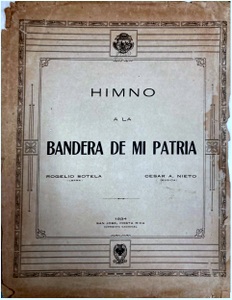 HIMNO
A LA
BANDERA DE MI PATRIA
ROGELIO SOTELA
CESAR A. NIETO
1924
SAN JOSE, COSTA RICA